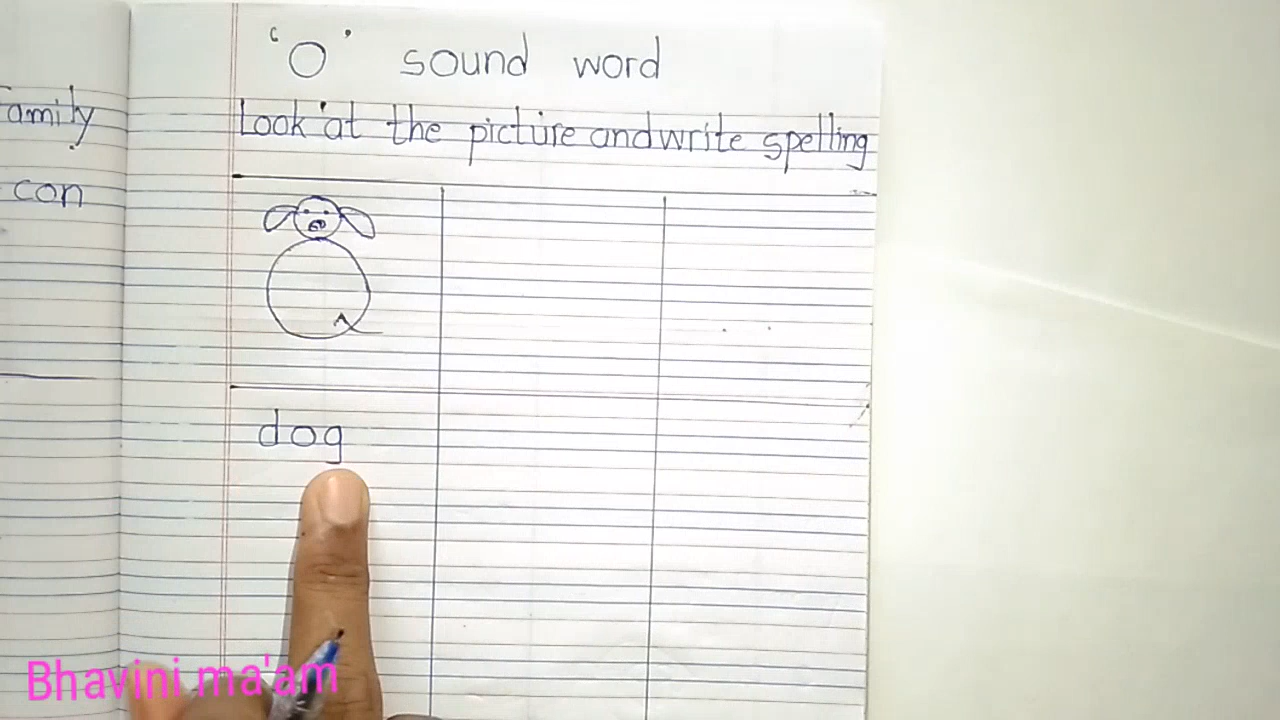 amily
con
'O' sound word
Look at the picture and write spelling
dog
Bhavini ma'am